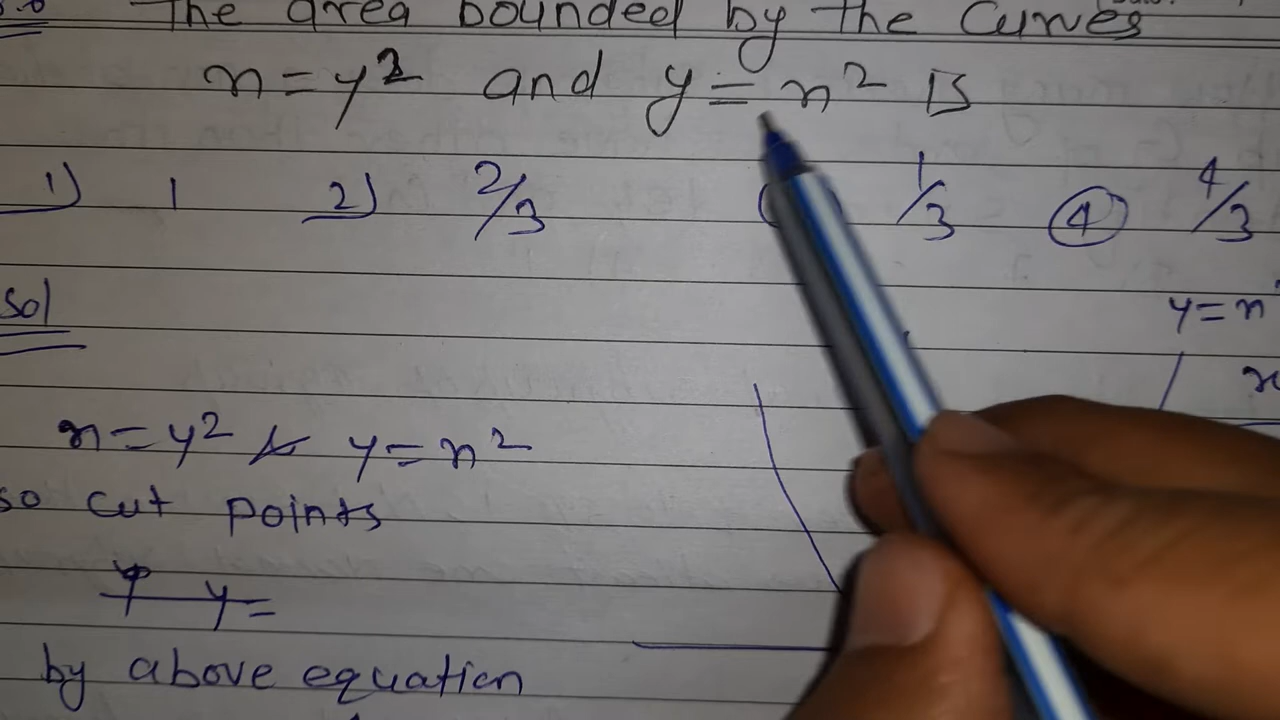 The area bounded by the Curves
x = y² and y = x² is
1) 1 2) 2/3 1/3 4 4/3
Sol
y = x
x = y² & y = x²
so cut points
y =
by above equation